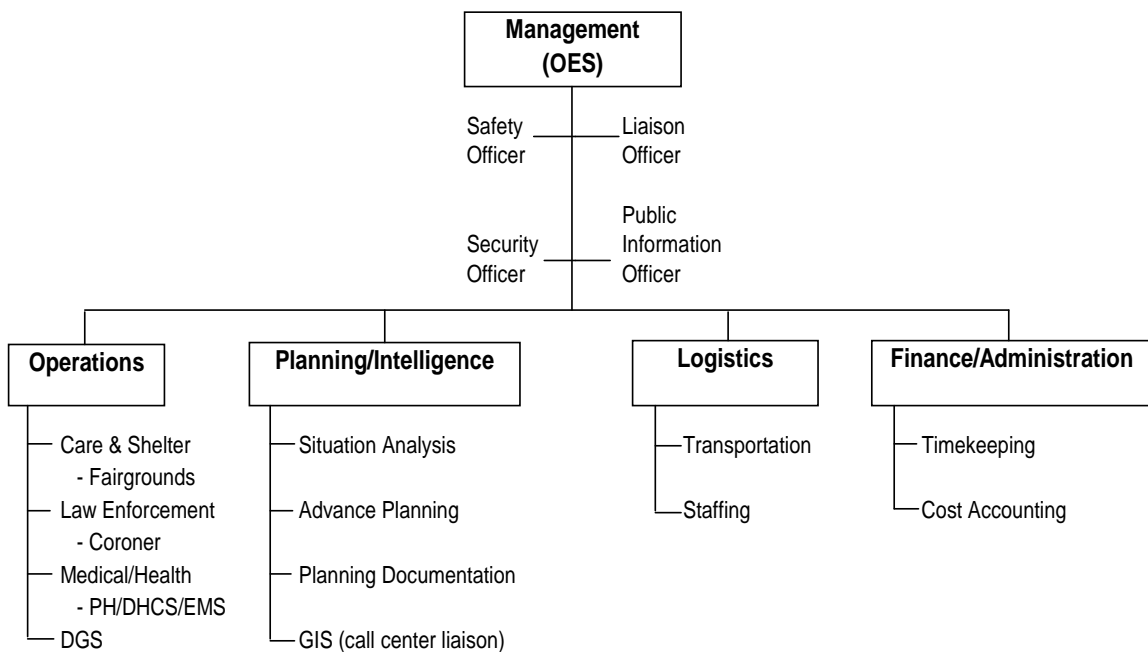 Management
(OES)
Safety
Officer
Liaison
Officer
Security
Officer
Public
Information
Officer
Operations
Care & Shelter
- Fairgrounds
Law Enforcement
- Coroner
Medical/Health
- PH/DHCS/EMS
DGS
Planning/Intelligence
Situation Analysis
Advance Planning
Planning Documentation
GIS (call center liaison)
Logistics
Transportation
Staffing
Finance/Administration
Timekeeping
Cost Accounting